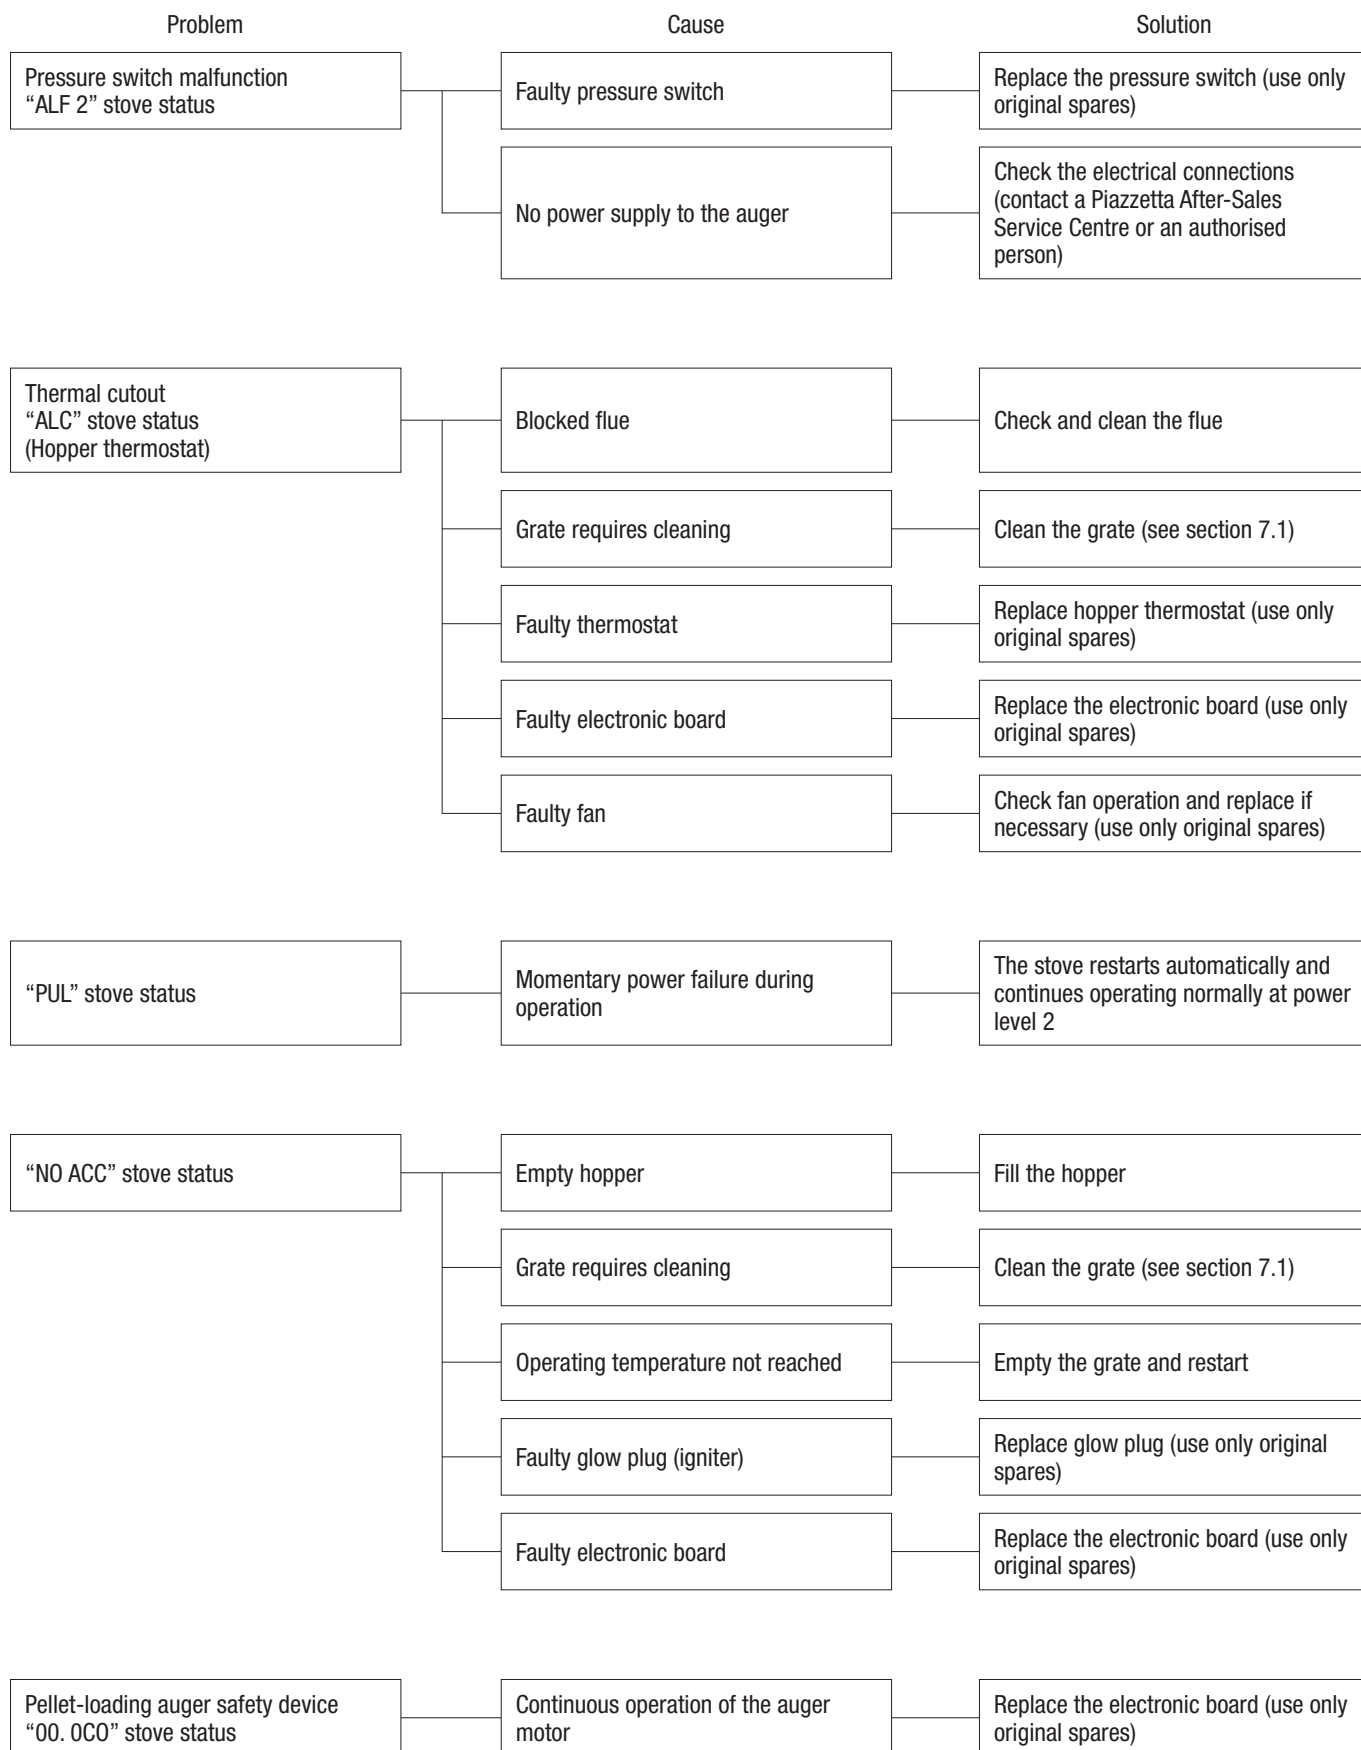 Problem
Cause
Solution
Pressure switch malfunction
“ALF 2” stove status
Faulty pressure switch
Replace the pressure switch (use only
original spares)
No power supply to the auger
Check the electrical connections
(contact a Piazzetta After-Sales
Service Centre or an authorised
person)
Thermal cutout
“ALC” stove status
(Hopper thermostat)
Blocked flue
Check and clean the flue
Grate requires cleaning
Clean the grate (see section 7.1)
Faulty thermostat
Replace hopper thermostat (use only
original spares)
Faulty electronic board
Replace the electronic board (use only
original spares)
Faulty fan
Check fan operation and replace if
necessary (use only original spares)
“PUL” stove status
Momentary power failure during
operation
The stove restarts automatically and
continues operating normally at power
level 2
“NO ACC” stove status
Empty hopper
Fill the hopper
Grate requires cleaning
Clean the grate (see section 7.1)
Operating temperature not reached
Empty the grate and restart
Faulty glow plug (igniter)
Replace glow plug (use only original
spares)
Faulty electronic board
Replace the electronic board (use only
original spares)
Pellet-loading auger safety device
“00. 0CO” stove status
Continuous operation of the auger
motor
Replace the electronic board (use only
original spares)